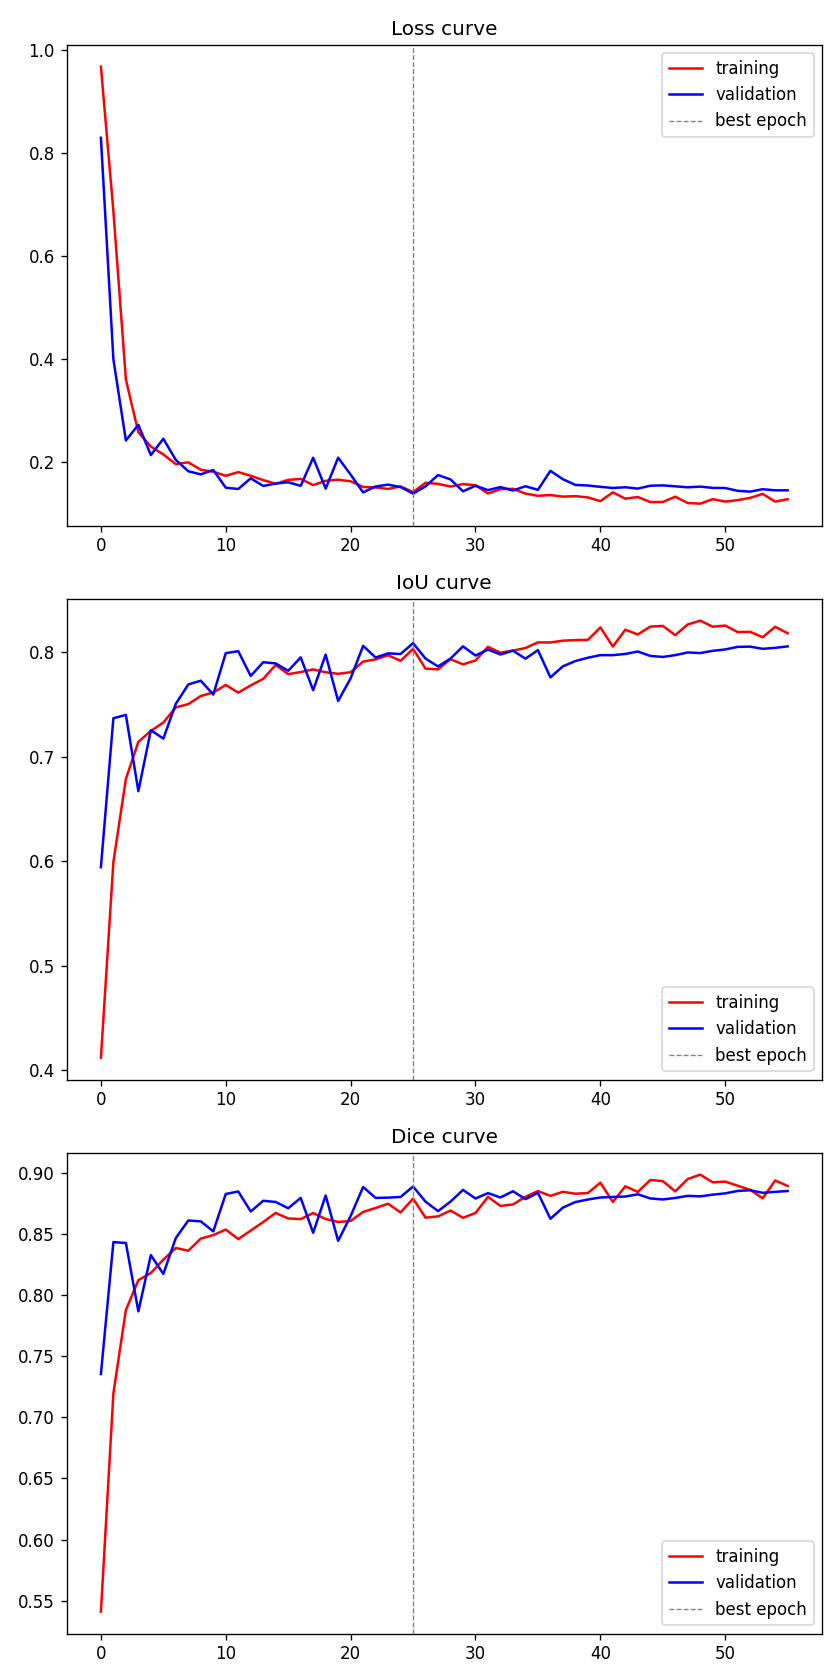 Loss curve
1.0
0.8
0.6
0.4
0.2
training
validation
best epoch
0 10 20 30 40 50
IoU curve
0.8
0.7
0.6
0.5
0.4
training
validation
best epoch
0 10 20 30 40 50
Dice curve
0.90
0.85
0.80
0.75
0.70
0.65
0.60
0.55
training
validation
best epoch
0 10 20 30 40 50